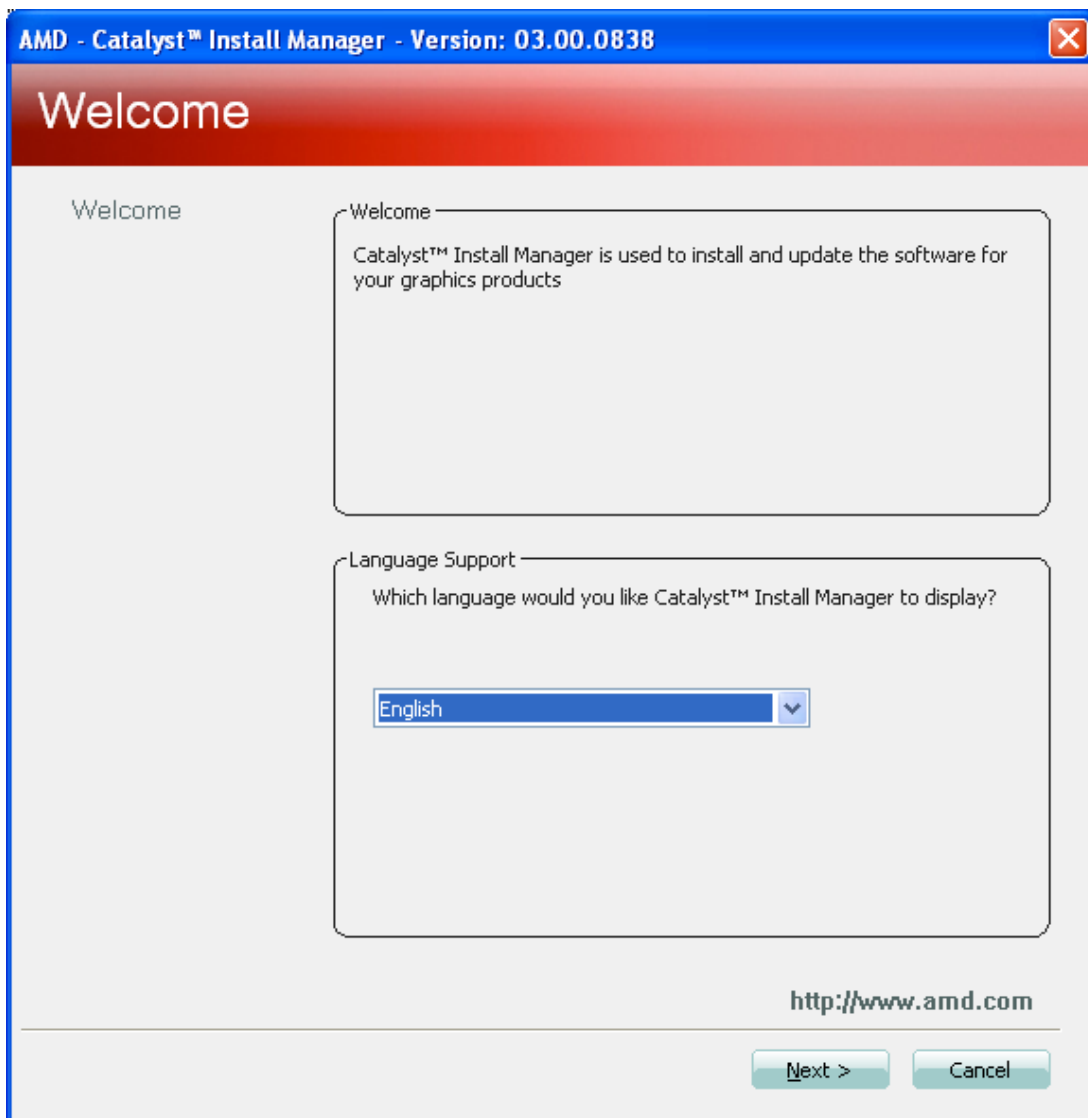 AMD - Catalyst™ Install Manager - Version: 03.00.0838
Welcome
Welcome
Welcome
Catalyst™ Install Manager is used to install and update the software for
your graphics products
Language Support
Which language would you like Catalyst™ Install Manager to display?
English
http://www.amd.com
Next >
Cancel